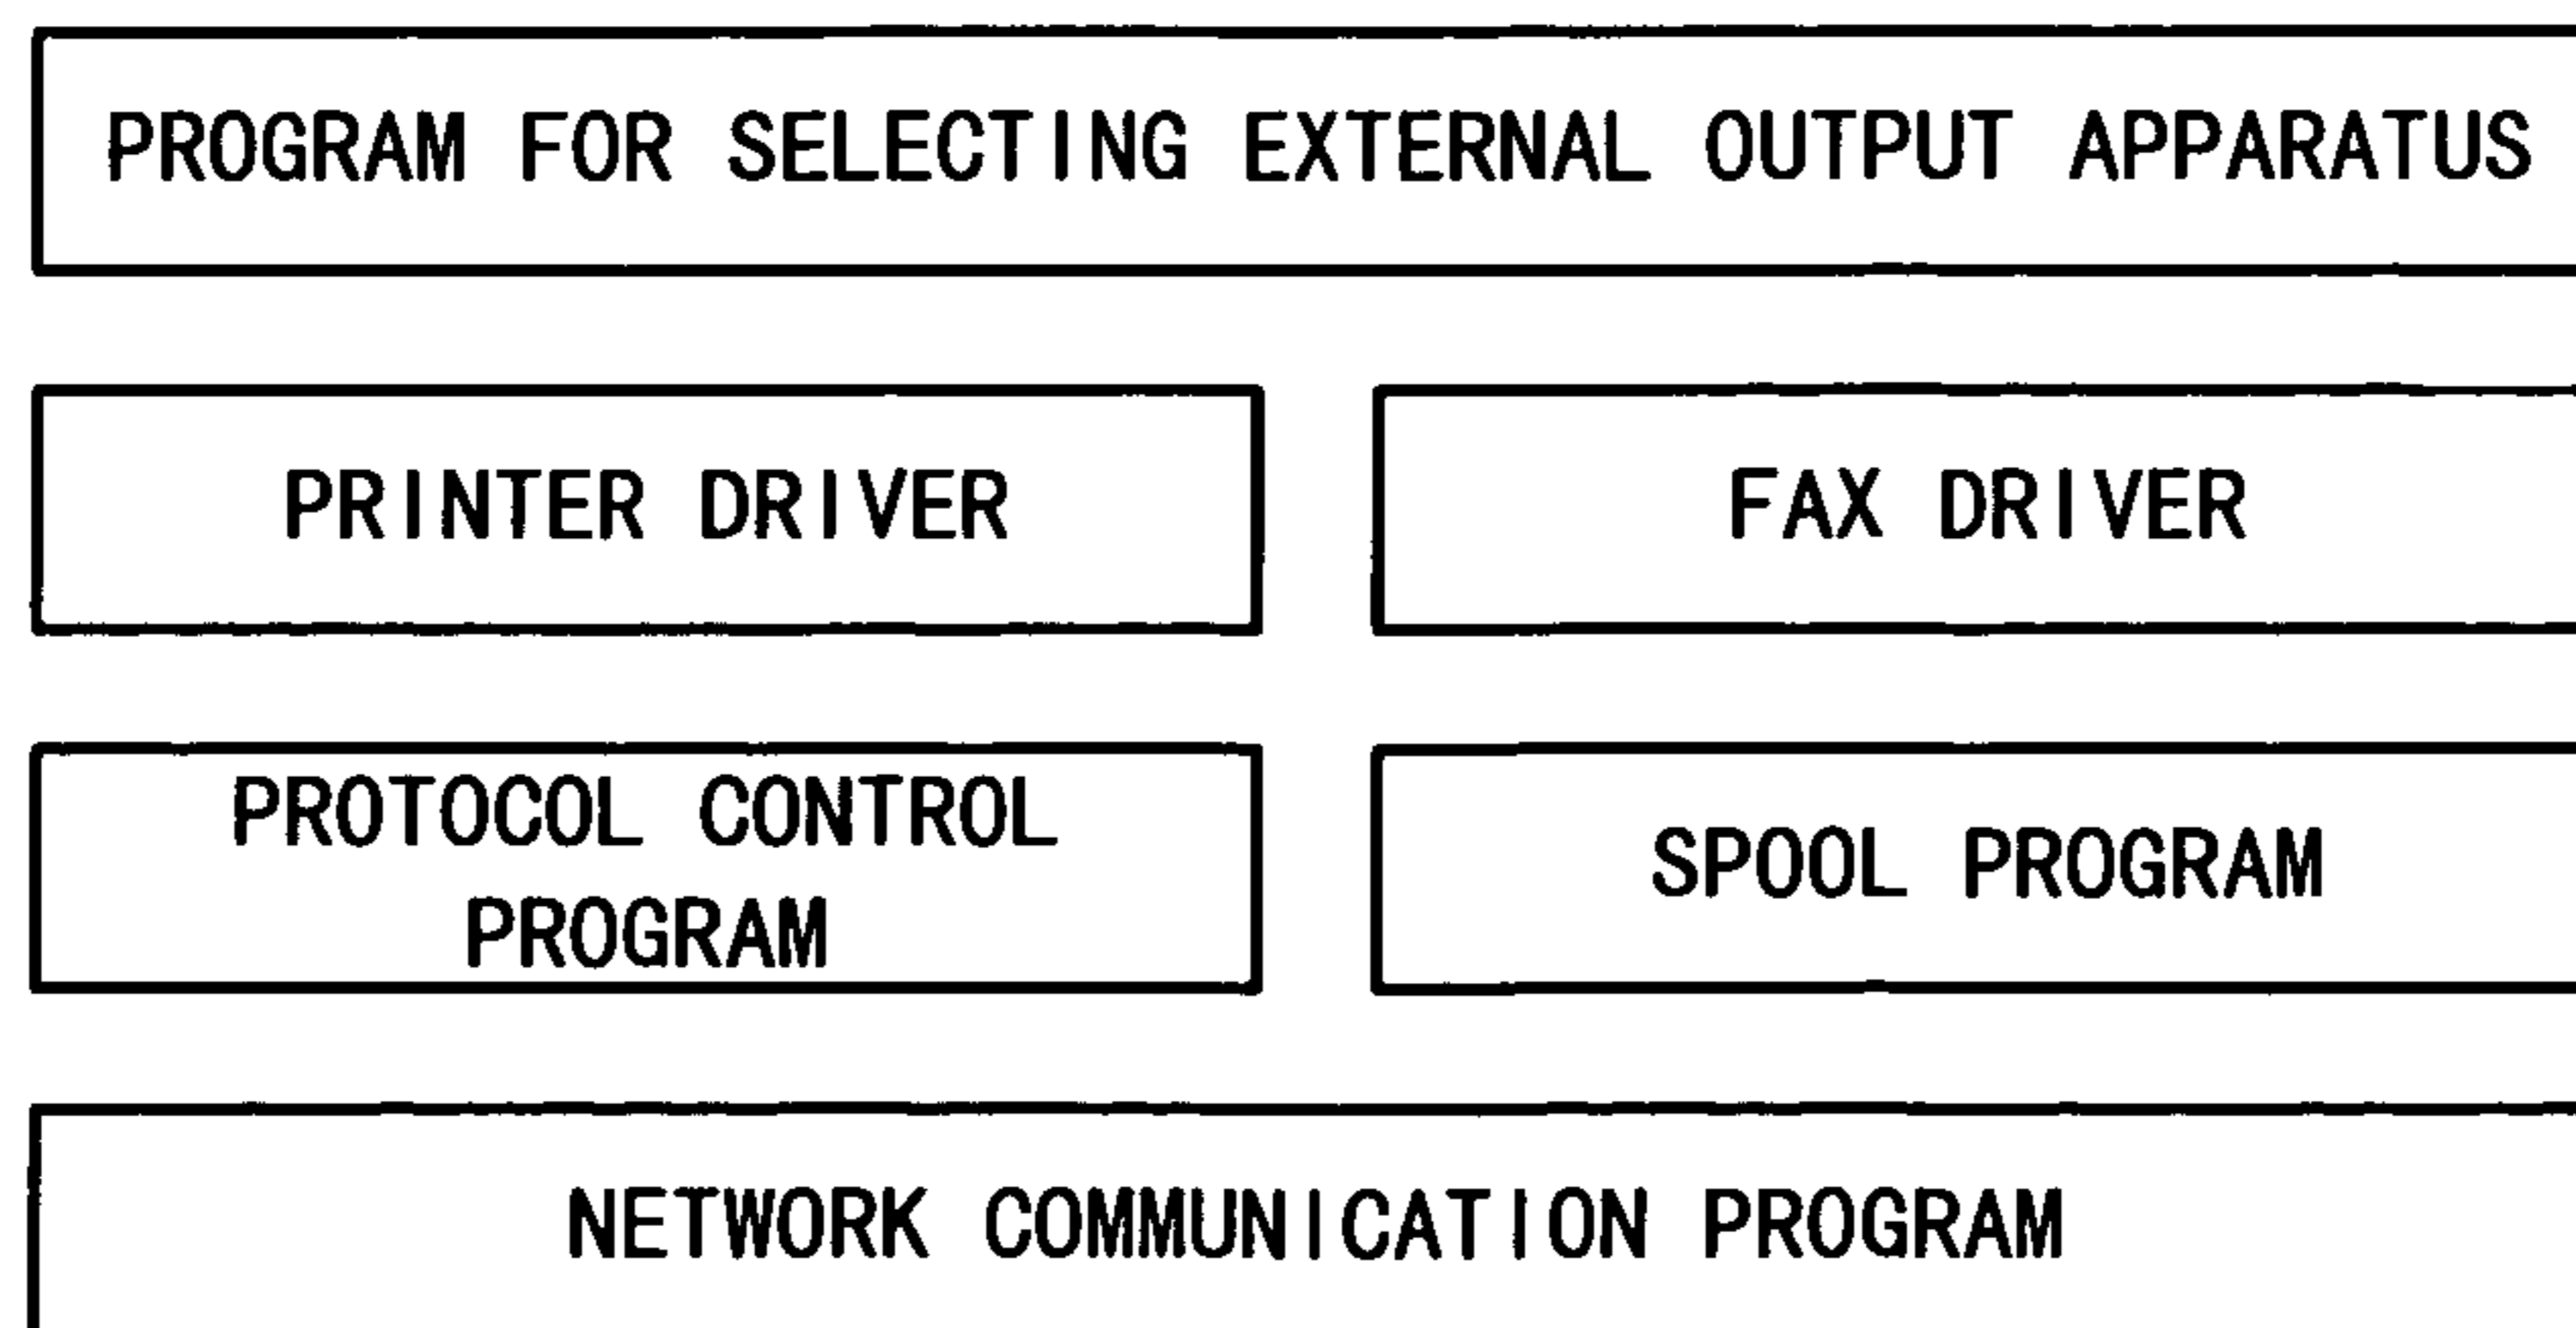 PROGRAM FOR SELECTING EXTERNAL OUTPUT APPARATUS
PRINTER DRIVER
FAX DRIVER
PROTOCOL CONTROL
PROGRAM
SPOOL PROGRAM
NETWORK COMMUNICATION PROGRAM